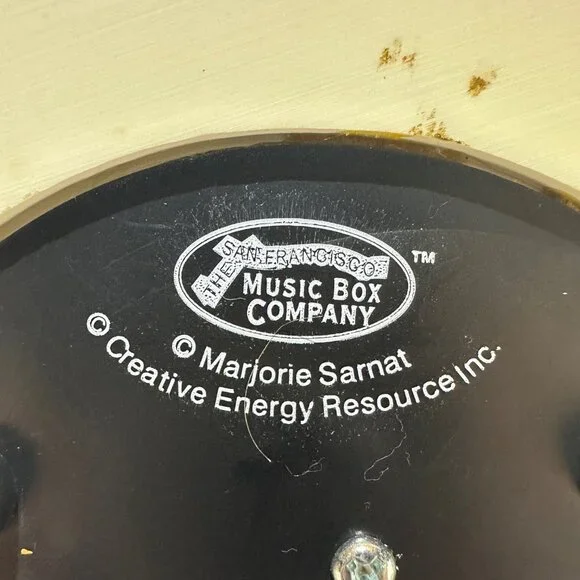 THE SAN FRANCISCO
MUSIC BOX
COMPANY
TM
© Marjorie Sarnat
© Creative Energy Resource Inc.